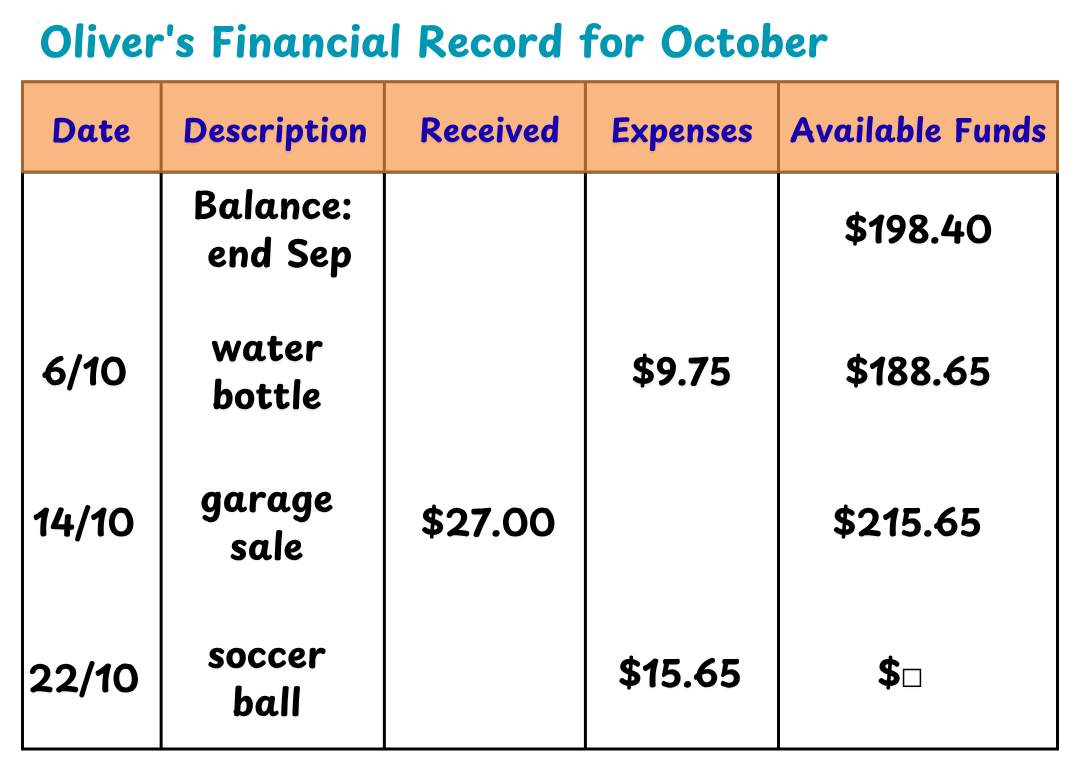 Oliver's Financial Record for October
Date Description Received Expenses Available Funds
Balance:
end Sep
$198.40
water
bottle
6/10 $9.75 $188.65
garage
sale
14/10 $27.00 $215.65
soccer
ball
22/10 $15.65 $□